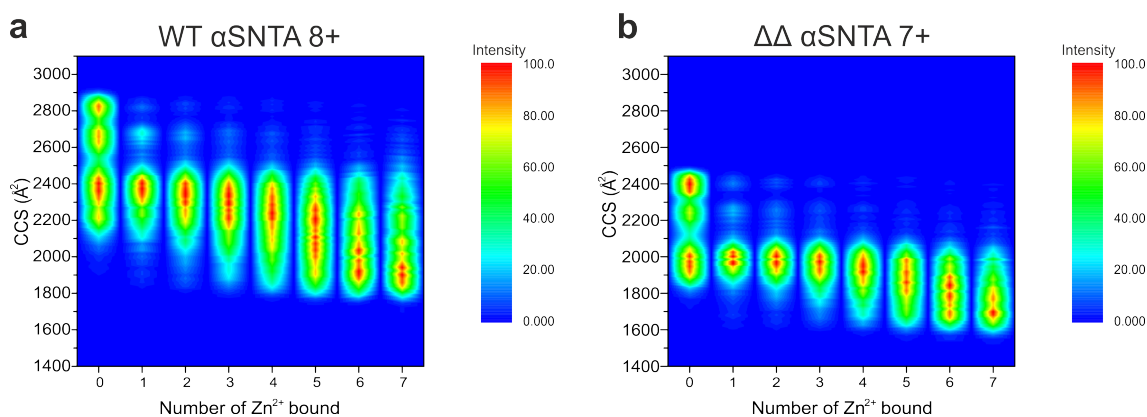 a
WT αSNTA 8+
Intensity
100.0
80.00
60.00
40.00
20.00
0.000
CCS (Å²)
3000
2800
2600
2400
2200
2000
1800
1600
1400
0 1 2 3 4 5 6 7
Number of Zn²⁺ bound
b
ΔΔ αSNTA 7+
Intensity
100.0
80.00
60.00
40.00
20.00
0.000
CCS (Å²)
3000
2800
2600
2400
2200
2000
1800
1600
1400
0 1 2 3 4 5 6 7
Number of Zn²⁺ bound